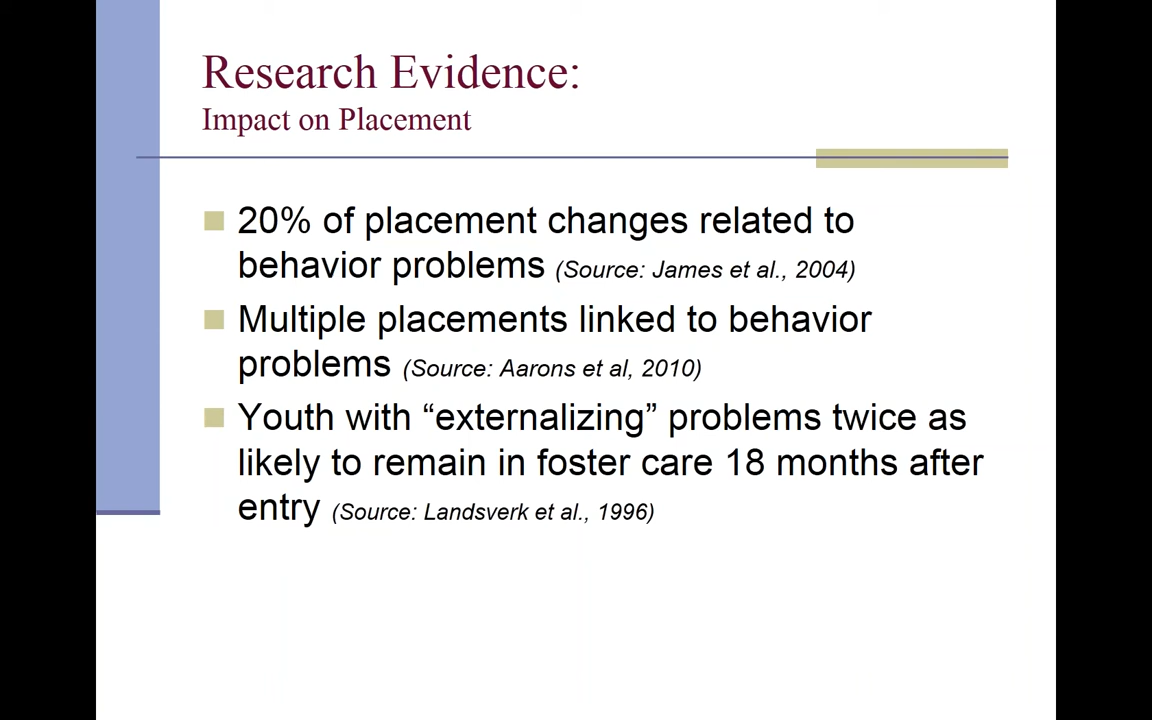 Research Evidence:
Impact on Placement
20% of placement changes related to
behavior problems (Source: James et al., 2004)
Multiple placements linked to behavior
problems (Source: Aarons et al, 2010)
Youth with “externalizing” problems twice as
likely to remain in foster care 18 months after
entry (Source: Landsverk et al., 1996)